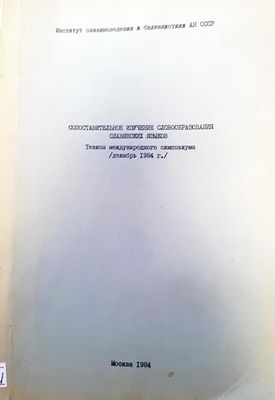 Институт славяноведения и балканистики АН СССР
СОПОСТАВИТЕЛЬНОЕ ИЗУЧЕНИЕ СЛОВООБРАЗОВАНИЯ
СЛАВЯНСКИХ ЯЗЫКОВ
Тезисы международного симпозиума
/декабрь 1984 г./
Москва 1984